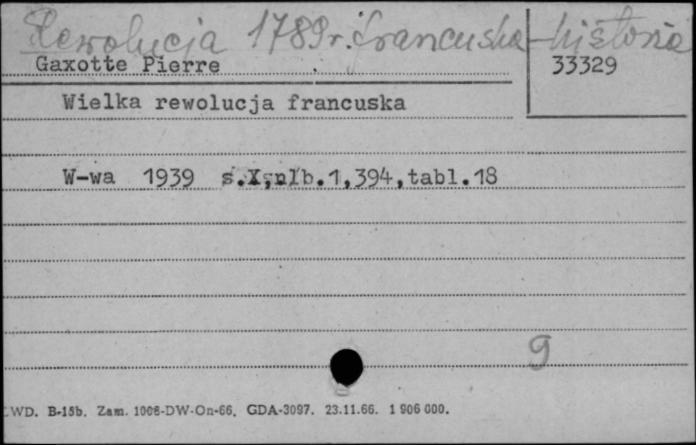 Rewolucja 1789 r. francuska - historia
Gaxotte Pierre
33329
Wielka rewolucja francuska
W-wa 1939 s.X,nlb.1,394,tabl.18
9
WD. B-15b. Zam. 1006-DW-On-66. GDA-3097. 23.11.66. 1 906 000.